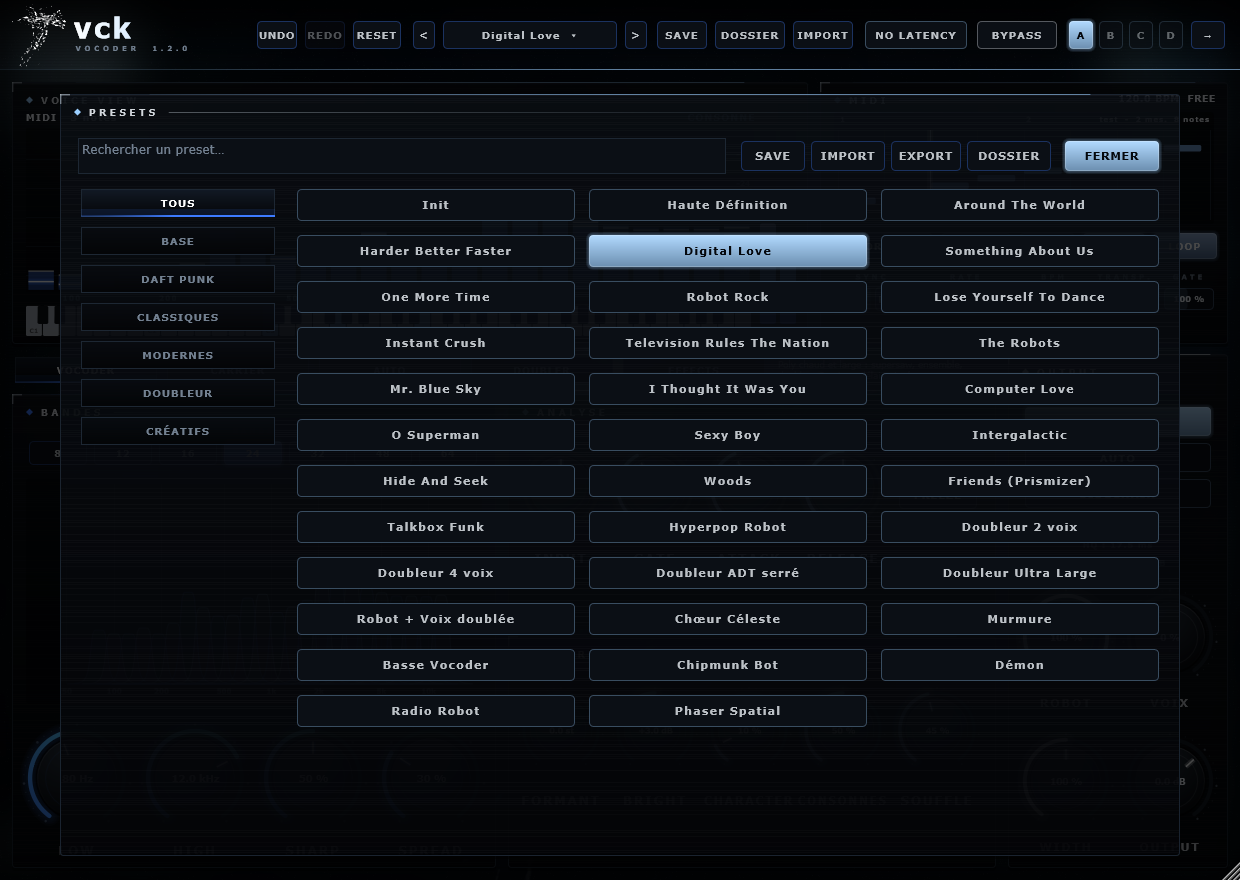 vck
VOCODER 1.2.0
UNDO REDO RESET < Digital Love > SAVE DOSSIER IMPORT NO LATENCY BYPASS A B C D →
PRESETS
FREE
MIDI
notes
Rechercher un preset...
SAVE IMPORT EXPORT DOSSIER FERMER
TOUS
BASE
DAFT PUNK
CLASSIQUES
MODERNES
DOUBLEUR
CRÉATIFS
Init Haute Définition Around The World
Harder Better Faster Digital Love Something About Us
One More Time Robot Rock Lose Yourself To Dance
Instant Crush Television Rules The Nation The Robots
Mr. Blue Sky I Thought It Was You Computer Love
O Superman Sexy Boy Intergalactic
Hide And Seek Woods Friends (Prismizer)
Talkbox Funk Hyperpop Robot Doubleur 2 voix
Doubleur 4 voix Doubleur ADT serré Doubleur Ultra Large
Robot + Voix doublée Chœur Céleste Murmure
Basse Vocoder Chipmunk Bot Démon
Radio Robot Phaser Spatial